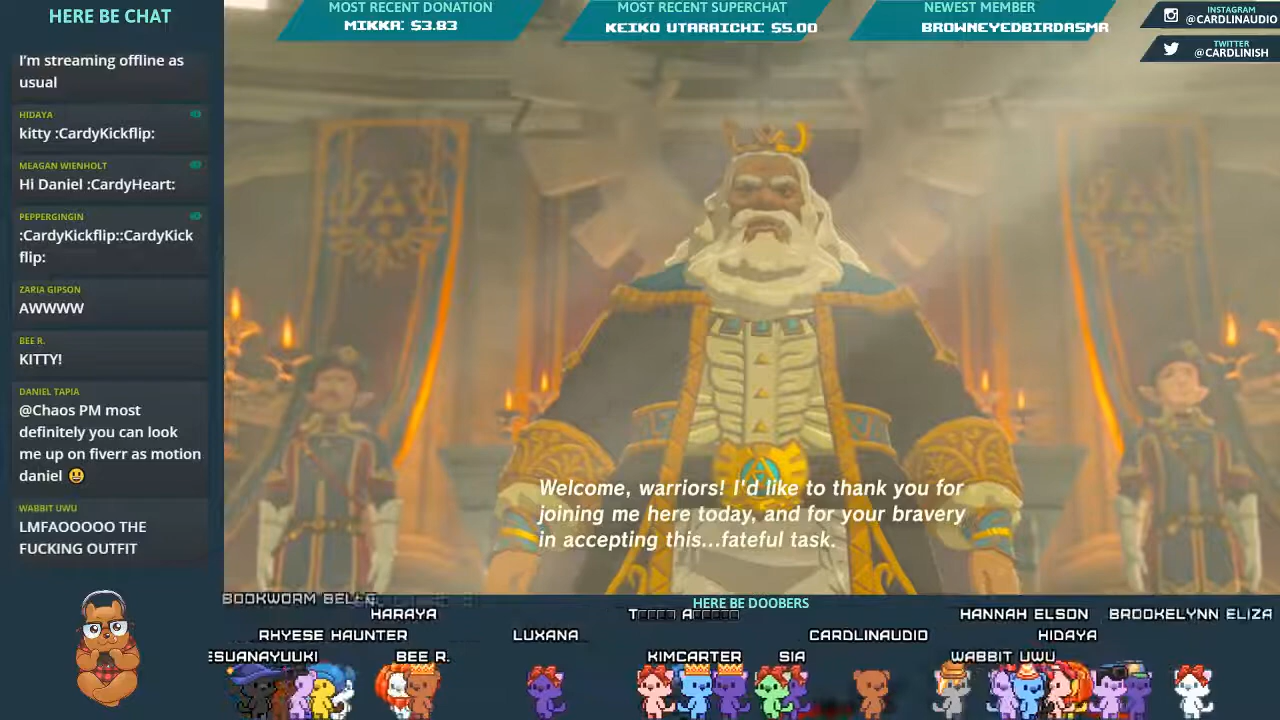 HERE BE CHAT
I'm streaming offline as
usual
HIDAYA
kitty :CardyKickflip:
MEAGAN WIENHOLT
Hi Daniel :CardyHeart:
PEPPERGINGIN
:CardyKickflip::CardyKick
flip:
ZARIA GIPSON
AWWWW
BEE R.
KITTY!
DANIEL TAPIA
@Chaos PM most
definitely you can look
me up on fiverr as motion
daniel 😀
WABBIT UWU
LMFAOOOOO THE
FUCKING OUTFIT
MOST RECENT DONATION
MIKKA: $3.83
MOST RECENT SUPERCHAT
KEIKO UTARAICHI: $5.00
NEWEST MEMBER
BROWNEYEDBIRDASMR
INSTAGRAM
@CARDLINAUDIO
TWITTER
@CARDLINISH
Welcome, warriors! I'd like to thank you for
joining me here today, and for your bravery
in accepting this...fateful task.
HERE BE DOOBERS
BOOKWORM
HARAYA
HANNAH ELSON
BROOKELYNN ELIZA
RHYESE HAUNTER
LUXANA
CARDLINAUDIO
HIDAYA
ESUANAYUUKI
BEE R.
KIMCARTER
SIA
WABBIT UWU